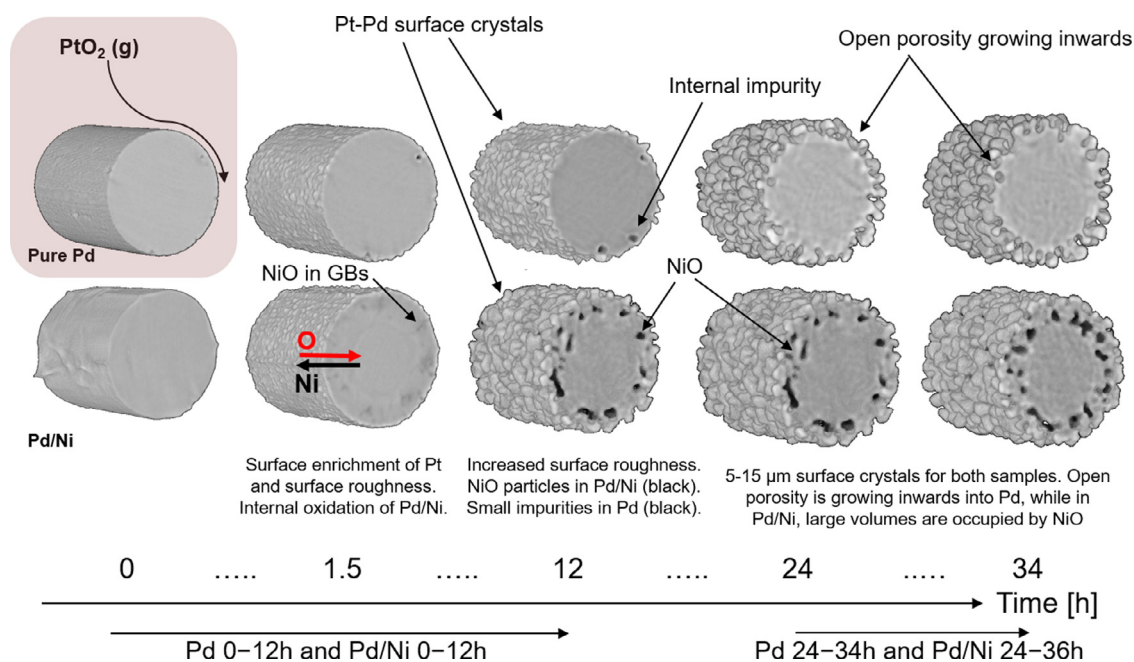 Pt-Pd surface crystals
PtO₂ (g)
Open porosity growing inwards
Internal impurity
Pure Pd
NiO in GBs
NiO
O
Ni
Pd/Ni
Surface enrichment of Pt
and surface roughness.
Internal oxidation of Pd/Ni.
Increased surface roughness.
NiO particles in Pd/Ni (black).
Small impurities in Pd (black).
5-15 µm surface crystals for both samples. Open
porosity is growing inwards into Pd, while in
Pd/Ni, large volumes are occupied by NiO
0 ..... 1.5 ..... 12 ..... 24 ..... 34
Time [h]
Pd 0–12h and Pd/Ni 0–12h
Pd 24–34h and Pd/Ni 24–36h